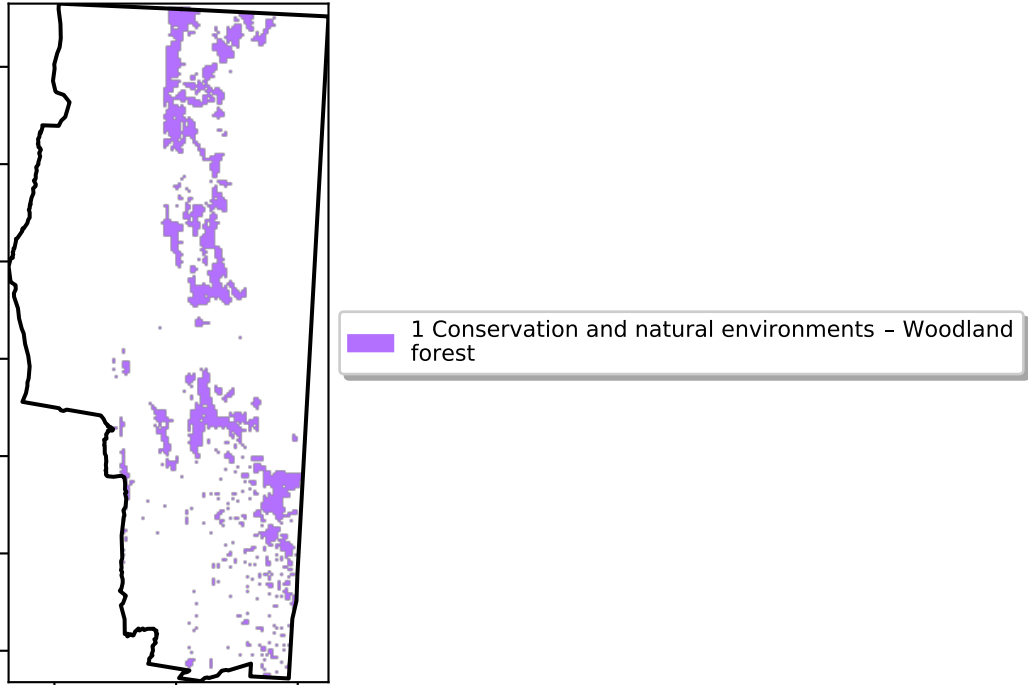 1 Conservation and natural environments – Woodland
forest